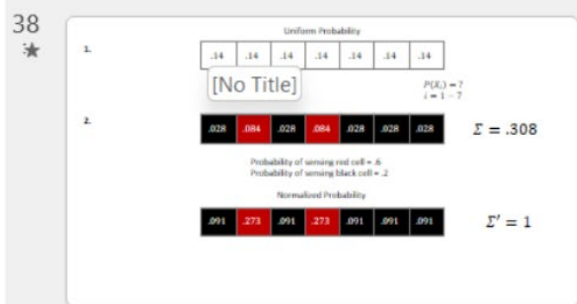 38
Uniform Probability
1.
.14 .14 .14 .14 .14 .14 .14
[No Title]
P(Xᵢ) = ?
i = 1 − 7
2.
.028 .084 .028 .084 .028 .028 .028
Σ = .308
Probability of sensing red cell = .6
Probability of sensing black cell = .2
Normalized Probability
.091 .273 .091 .273 .091 .091 .091
Σ′ = 1